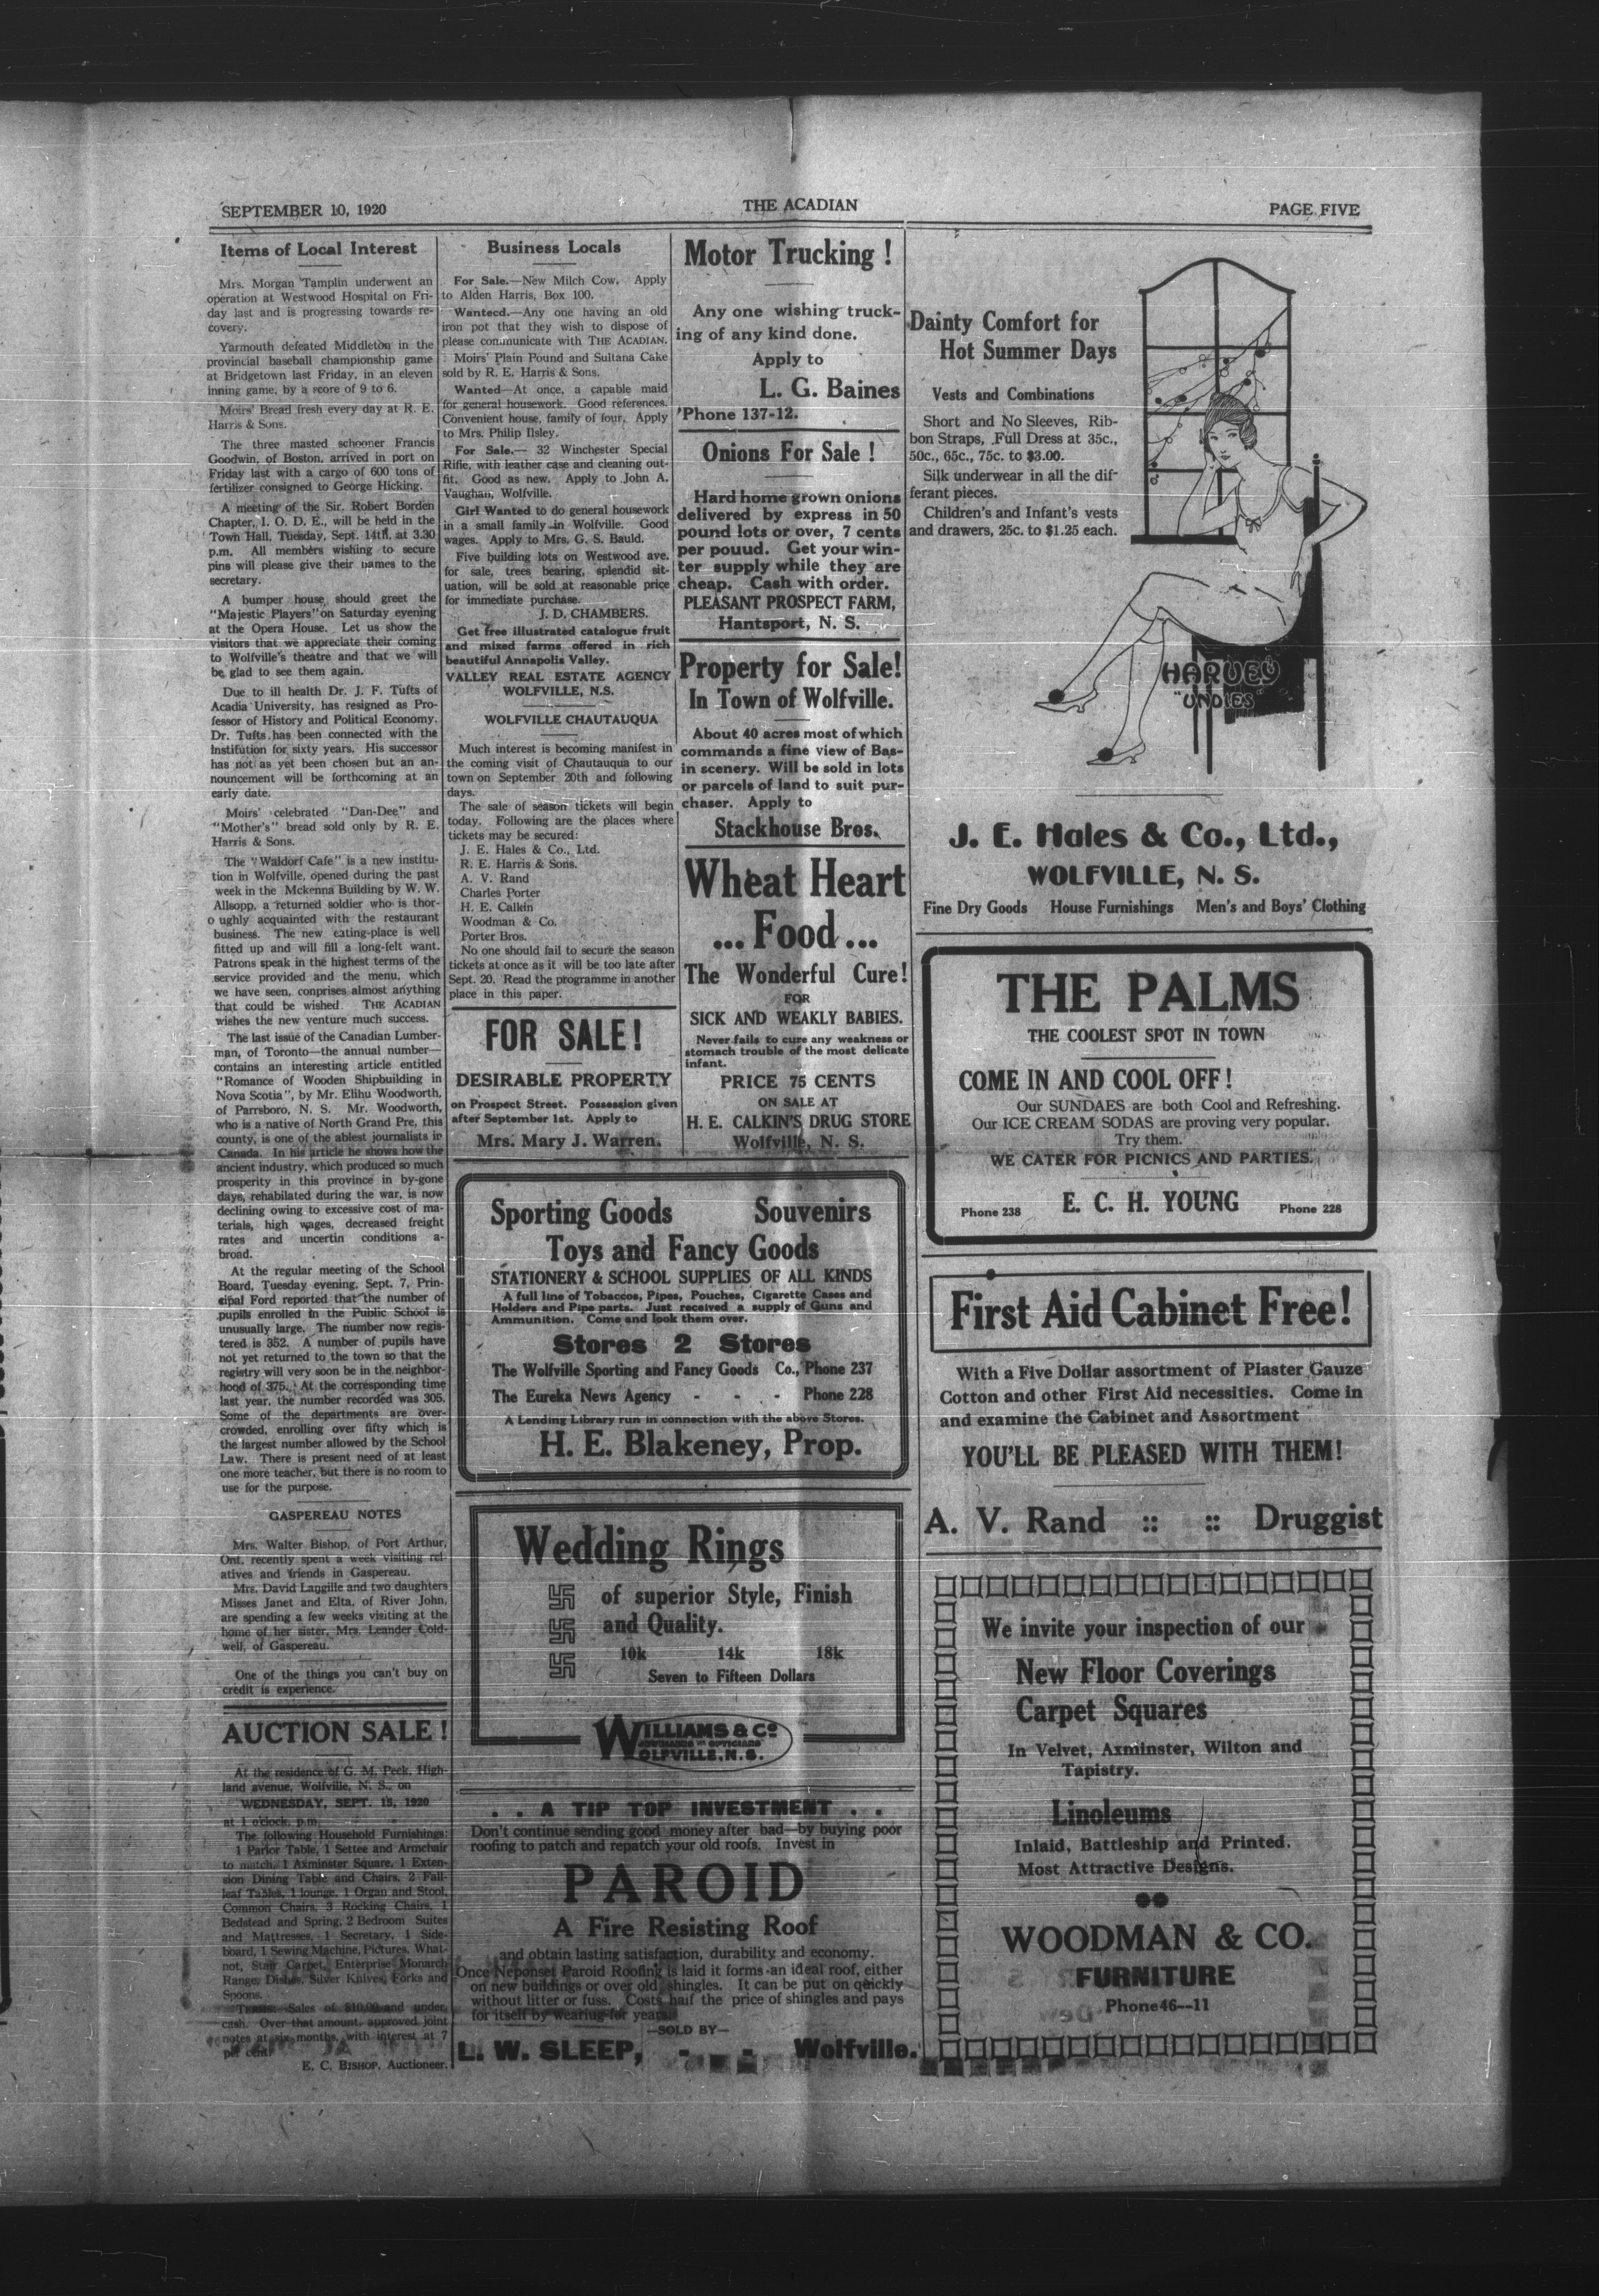 SEPTEMBER 10, 1920
THE ACADIAN
PAGE FIVE
Items of Local Interest
Mrs. Morgan Tamplin underwent an
operation at Westwood Hospital on Fri-
day last and is progressing towards re-
covery.
Yarmouth defeated Middleton in the
provincial baseball championship game
at Bridgetown last Friday, in an eleven
inning game, by a score of 9 to 6.
Moirs' Bread fresh every day at R. E.
Harris & Sons.
The three masted schooner Francis
Goodwin, of Boston, arrived in port on
Friday last with a cargo of 600 tons of
fertilizer consigned to George Hicking.
A meeting of the Sir. Robert Borden
Chapter, I. O. D. E., will be held in the
Town Hall, Tuesday, Sept. 14th, at 3.30
p.m. All members wishing to secure
pins will please give their names to the
secretary.
A bumper house should greet the
"Majestic Players" on Saturday evening
at the Opera House. Let us show the
visitors that we appreciate their coming
to Wolfville's theatre and that we will
be glad to see them again.
Due to ill health Dr. J. F. Tufts of
Acadia University, has resigned as Pro-
fessor of History and Political Economy.
Dr. Tufts has been connected with the
Institution for sixty years. His successor
has not as yet been chosen but an an-
nouncement will be forthcoming at an
early date.
Moirs' celebrated "Dan-Dee" and
"Mother's" bread sold only by R. E.
Harris & Sons.
The "Waldorf Cafe" is a new institu-
tion in Wolfville, opened during the past
week in the Mckenna Building by W. W.
Allsopp, a returned soldier who is thor-
oughly acquainted with the restaurant
business. The new eating-place is well
fitted up and will fill a long-felt want.
Patrons speak in the highest terms of the
service provided and the menu, which
we have seen, conprises almost anything
that could be wished. THE ACADIAN
wishes the new venture much success.
The last issue of the Canadian Lumber-
man, of Toronto—the annual number—
contains an interesting article entitled
"Romance of Wooden Shipbuilding in
Nova Scotia", by Mr. Elihu Woodworth,
of Parrsboro, N. S. Mr. Woodworth,
who is a native of North Grand Pre, this
county, is one of the ablest journalists in
Canada. In his article he shows how the
ancient industry, which produced so much
prosperity in this province in by-gone
days, rehabilated during the war, is now
declining owing to excessive cost of ma-
terials, high wages, decreased freight
rates and uncertin conditions a-
broad.
At the regular meeting of the School
Board, Tuesday evening, Sept. 7, Prin-
cipal Ford reported that the number of
pupils enrolled in the Public School is
unusually large. The number now regis-
tered is 352. A number of pupils have
not yet returned to the town so that the
registry will very soon be in the neighbor-
hood of 375. At the corresponding time
last year, the number recorded was 305.
Some of the departments are over-
crowded, enrolling over fifty which is
the largest number allowed by the School
Law. There is present need of at least
one more teacher, but there is no room to
use for the purpose.
GASPEREAU NOTES
Mrs. Walter Bishop, of Port Arthur,
Ont, recently spent a week visiting rel-
atives and friends in Gaspereau.
Mrs. David Langille and two daughters
Misses Janet and Elta, of River John,
are spending a few weeks visiting at the
home of her sister, Mrs. Leander Cold-
well, of Gaspereau.
One of the things you can't buy on
credit is experience.
AUCTION SALE!
At the residence of G. M. Peck, High-
land avenue, Wolfville, N. S., on
WEDNESDAY, SEPT. 15, 1920
at 1 o'clock, p.m.
The following Household Furnishings:
1 Parlor Table, 1 Settee and Armchair
to match, 1 Axminster Square, 1 Exten-
sion Dining Table and Chairs, 2 Fall-
leaf Tables, 1 lounge, 1 Organ and Stool,
Common Chairs, 3 Rocking Chairs, 1
Bedstead and Spring, 2 Bedroom Suites
and Mattresses, 1 Secretary, 1 Side-
board, 1 Sewing Machine, Pictures, What-
not, Stair Carpet, Enterprise Monarch
Range, Dishes, Silver Knives, Forks and
Spoons.
Terms: Sales of $10.00 and under,
cash. Over that amount, approved joint
notes at six months, with interest at 7
per cent.
E. C. BISHOP, Auctioneer.
Business Locals
For Sale.—New Milch Cow. Apply
to Alden Harris, Box 100.
Wantecd.—Any one having an old
iron pot that they wish to dispose of
please communicate with THE ACADIAN.
Moirs' Plain Pound and Sultana Cake
sold by R. E. Harris & Sons.
Wanted—At once, a capable maid
for general housework. Good references.
Convenient house, family of four. Apply
to Mrs. Philip Ilsley.
For Sale.— 32 Winchester Special
Rifle, with leather case and cleaning out-
fit. Good as new. Apply to John A.
Vaughan, Wolfville.
Girl Wanted to do general housework
in a small family in Wolfville. Good
wages. Apply to Mrs. G. S. Bauld.
Five building lots on Westwood ave.
for sale, trees bearing, splendid sit-
uation, will be sold at reasonable price
for immediate purchase.
J. D. CHAMBERS.
Get free illustrated catalogue fruit
and mixed farms offered in rich
beautiful Annapolis Valley.
VALLEY REAL ESTATE AGENCY
WOLFVILLE, N.S.
WOLFVILLE CHAUTAUQUA
Much interest is becoming manifest in
the coming visit of Chautauqua to our
town on September 20th and following
days.
The sale of season tickets will begin
today. Following are the places where
tickets may be secured:
J. E. Hales & Co., Ltd.
R. E. Harris & Sons.
A. V. Rand
Charles Porter
H. E. Calkin
Woodman & Co.
Porter Bros.
No one should fail to secure the season
tickets at once as it will be too late after
Sept. 20. Read the programme in another
place in this paper.
FOR SALE!
DESIRABLE PROPERTY
on Prospect Street. Possession given
after September 1st. Apply to
Mrs. Mary J. Warren.
Motor Trucking!
Any one wishing truck-
ing of any kind done.
Apply to
L. G. Baines
'Phone 137-12.
Onions For Sale!
Hard home grown onions
delivered by express in 50
pound lots or over, 7 cents
per pouud. Get your win-
ter supply while they are
cheap. Cash with order.
PLEASANT PROSPECT FARM,
Hantsport, N. S.
Property for Sale!
In Town of Wolfville.
About 40 acres most of which
commands a fine view of Bas-
in scenery. Will be sold in lots
or parcels of land to suit pur-
chaser. Apply to
Stackhouse Bros.
Wheat Heart
... Food ...
The Wonderful Cure!
FOR
SICK AND WEAKLY BABIES.
Never fails to cure any weakness or
stomach trouble of the most delicate
infant.
PRICE 75 CENTS
ON SALE AT
H. E. CALKIN'S DRUG STORE
Wolfville, N. S.
Sporting Goods Souvenirs
Toys and Fancy Goods
STATIONERY & SCHOOL SUPPLIES OF ALL KINDS
A full line of Tobaccos, Pipes, Pouches, Cigarette Cases and
Holders and Pipe parts. Just received a supply of Guns and
Ammunition. Come and look them over.
Stores 2 Stores
The Wolfville Sporting and Fancy Goods Co., Phone 237
The Eureka News Agency - - - Phone 228
A Lending Library run in connection with the above Stores.
H. E. Blakeney, Prop.
Wedding Rings
of superior Style, Finish
and Quality.
10k 14k 18k
Seven to Fifteen Dollars
WILLIAMS & Co
JEWELLERS and OPTICIANS
WOLFVILLE, N.S.
. . A TIP TOP INVESTMENT . .
Don't continue sending good money after bad—by buying poor
roofing to patch and repatch your old roofs. Invest in
PAROID
A Fire Resisting Roof
and obtain lasting satisfaction, durability and economy.
Once Neponset Paroid Roofing is laid it forms an ideal roof, either
on new buildings or over old shingles. It can be put on quickly
without litter or fuss. Costs half the price of shingles and pays
for itself by wearing for years.
—SOLD BY—
L. W. SLEEP, - - Wolfville.
Dainty Comfort for
Hot Summer Days
Vests and Combinations
Short and No Sleeves, Rib-
bon Straps, Full Dress at 35c.,
50c., 65c., 75c. to $3.00.
Silk underwear in all the dif-
ferant pieces.
Children's and Infant's vests
and drawers, 25c. to $1.25 each.
HARVEY
"UNDIES"
J. E. Hales & Co., Ltd.,
WOLFVILLE, N. S.
Fine Dry Goods House Furnishings Men's and Boys' Clothing
THE PALMS
THE COOLEST SPOT IN TOWN
COME IN AND COOL OFF!
Our SUNDAES are both Cool and Refreshing.
Our ICE CREAM SODAS are proving very popular.
Try them.
WE CATER FOR PICNICS AND PARTIES.
Phone 238 E. C. H. YOUNG Phone 228
First Aid Cabinet Free!
With a Five Dollar assortment of Plaster Gauze
Cotton and other First Aid necessities. Come in
and examine the Cabinet and Assortment
YOU'LL BE PLEASED WITH THEM!
A. V. Rand :: :: Druggist
We invite your inspection of our
New Floor Coverings
Carpet Squares
In Velvet, Axminster, Wilton and
Tapistry.
Linoleums
Inlaid, Battleship and Printed.
Most Attractive Designs.
WOODMAN & CO.
FURNITURE
Phone 46--11